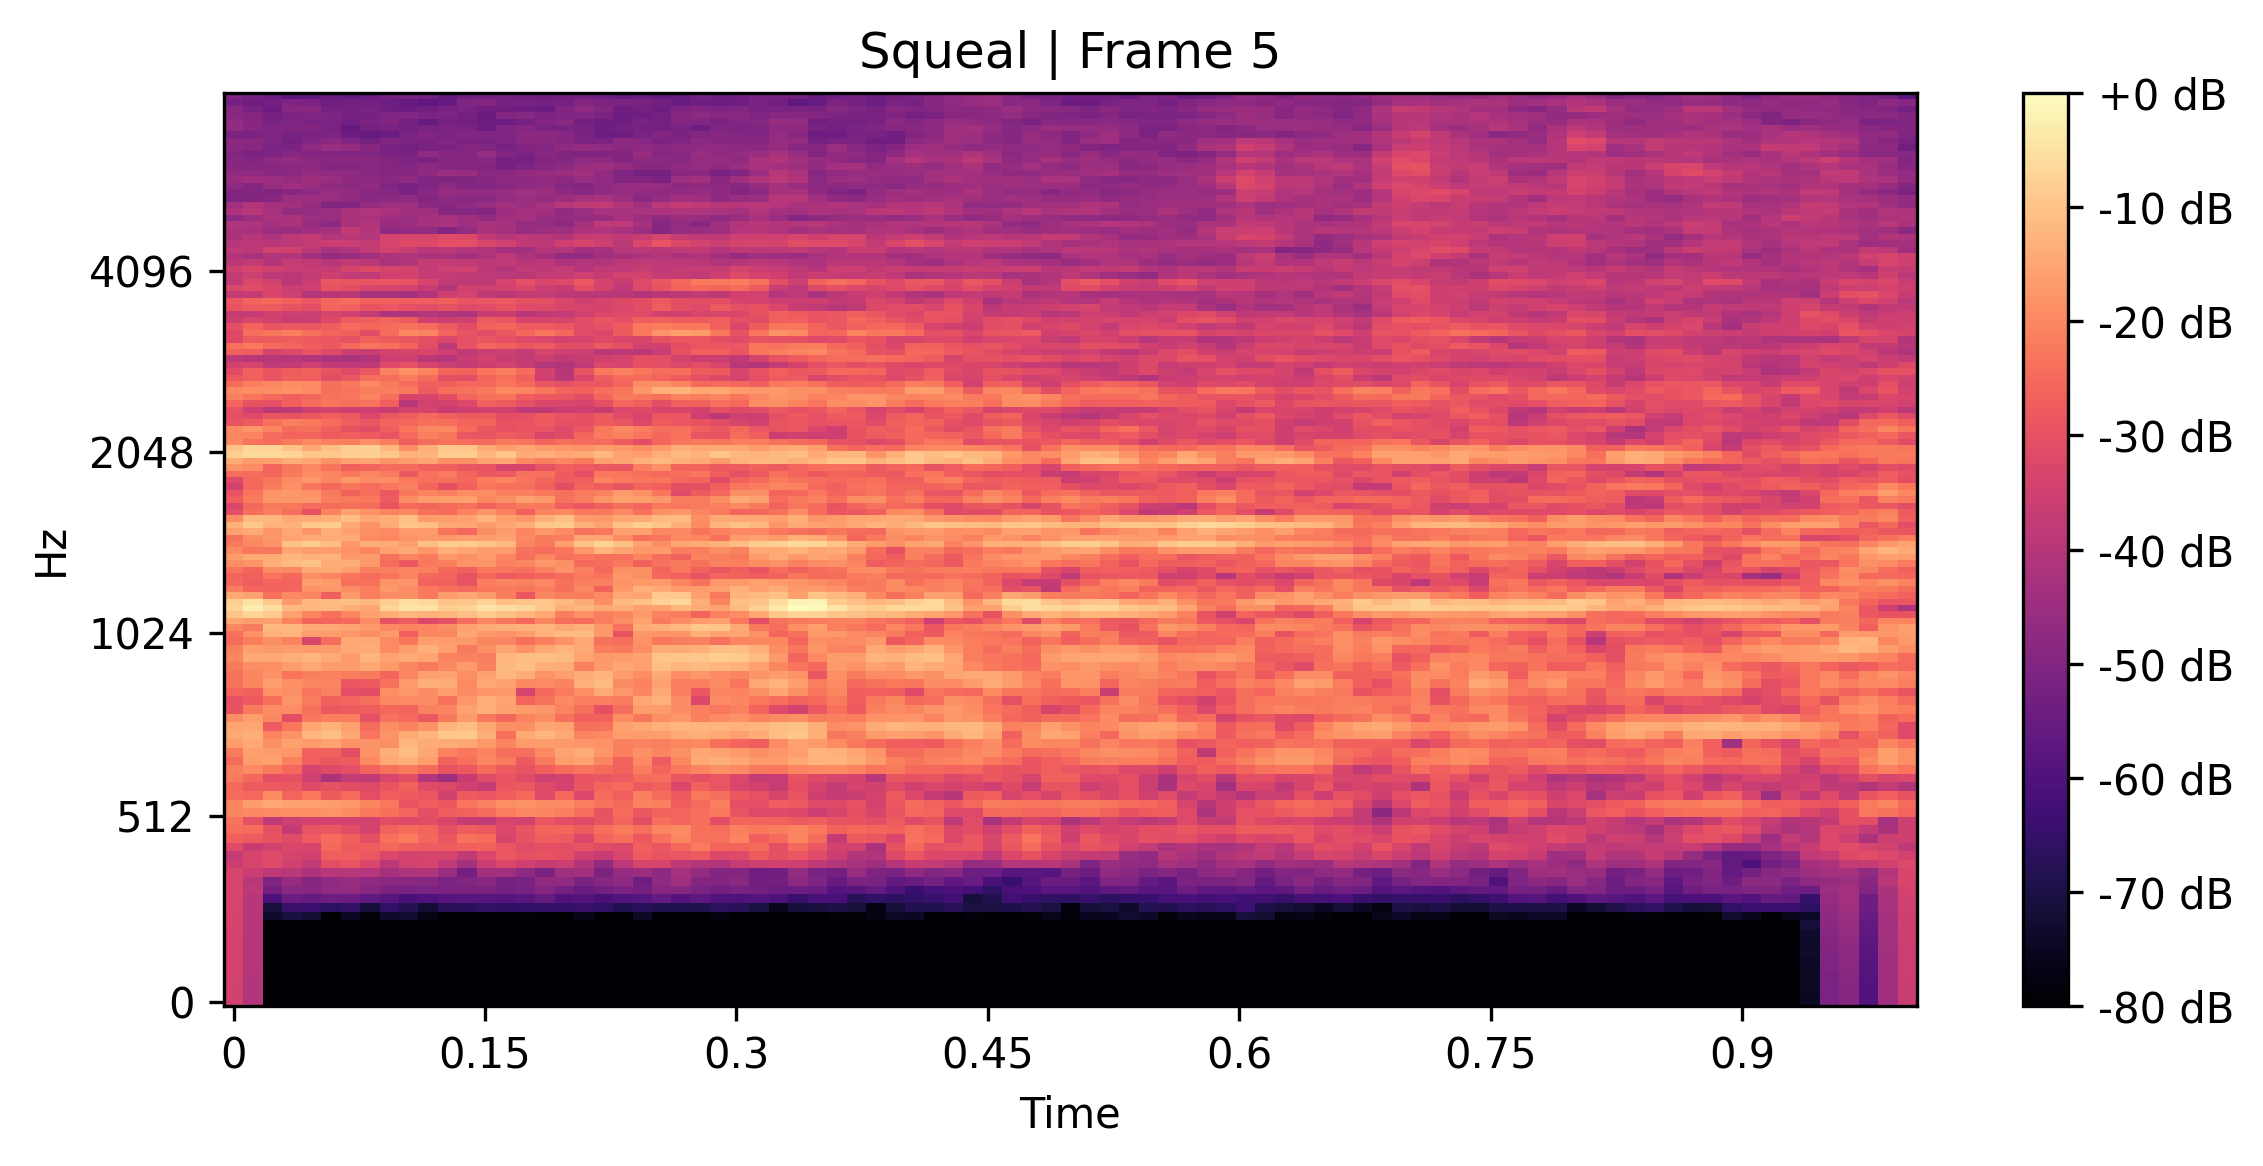 Squeal | Frame 5
Hz
4096
2048
1024
512
0
0 0.15 0.3 0.45 0.6 0.75 0.9
Time
+0 dB
-10 dB
-20 dB
-30 dB
-40 dB
-50 dB
-60 dB
-70 dB
-80 dB